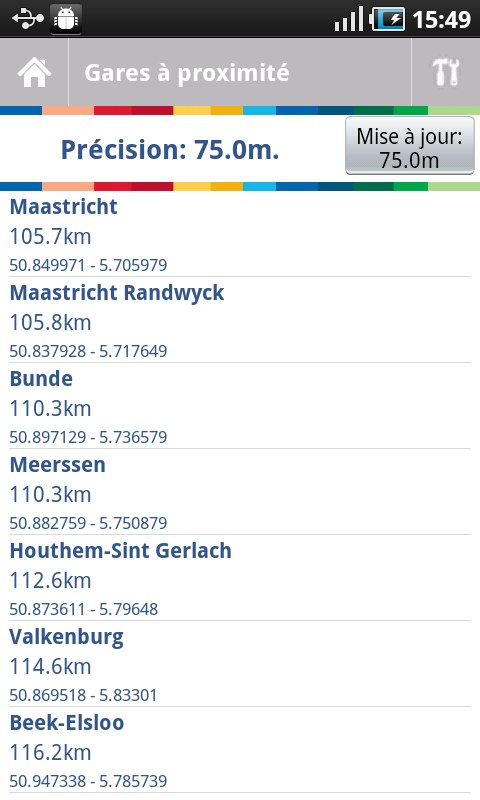 15:49
Gares à proximité
Précision: 75.0m.
Mise à jour:
75.0m
Maastricht
105.7km
50.849971 - 5.705979
Maastricht Randwyck
105.8km
50.837928 - 5.717649
Bunde
110.3km
50.897129 - 5.736579
Meerssen
110.3km
50.882759 - 5.750879
Houthem-Sint Gerlach
112.6km
50.873611 - 5.79648
Valkenburg
114.6km
50.869518 - 5.83301
Beek-Elsloo
116.2km
50.947338 - 5.785739